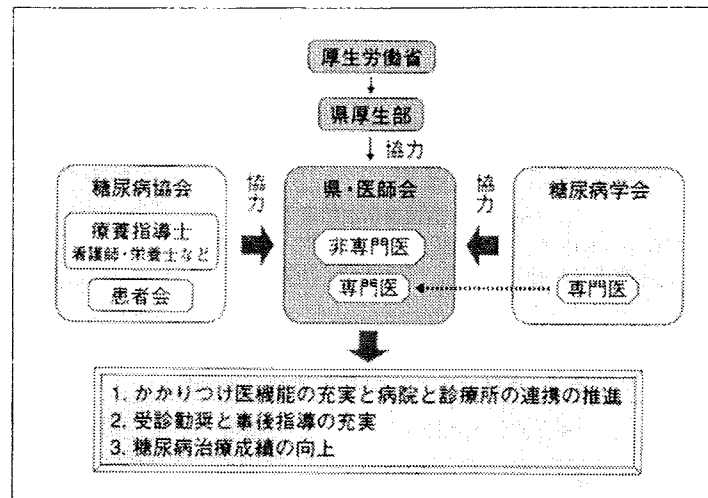 厚生労働省
県厚生部
協力
糖尿病協会
療養指導士
看護師・栄養士など
患者会
協力
県・医師会
非専門医
専門医
協力
糖尿病学会
専門医
1. かかりつけ医機能の充実と病院と診療所の連携の推進
2. 受診勧奨と事後指導の充実
3. 糖尿病治療成績の向上